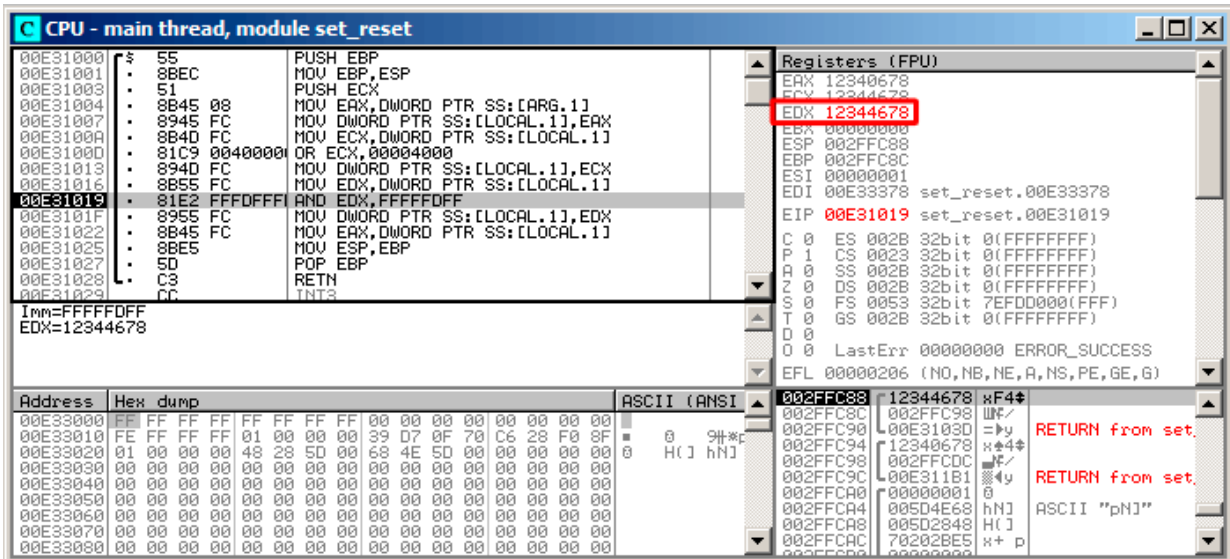 C CPU - main thread, module set_reset
00E31000 $ 55 PUSH EBP
00E31001 . 8BEC MOV EBP,ESP
00E31003 . 51 PUSH ECX
00E31004 . 8B45 08 MOV EAX,DWORD PTR SS:[ARG.1]
00E31007 . 8945 FC MOV DWORD PTR SS:[LOCAL.1],EAX
00E3100A . 8B4D FC MOV ECX,DWORD PTR SS:[LOCAL.1]
00E3100D . 81C9 0040000 OR ECX,00004000
00E31013 . 894D FC MOV DWORD PTR SS:[LOCAL.1],ECX
00E31016 . 8B55 FC MOV EDX,DWORD PTR SS:[LOCAL.1]
00E31019 . 81E2 FFFDFFF AND EDX,FFFFFDFF
00E3101F . 8955 FC MOV DWORD PTR SS:[LOCAL.1],EDX
00E31022 . 8B45 FC MOV EAX,DWORD PTR SS:[LOCAL.1]
00E31025 . 8BE5 MOV ESP,EBP
00E31027 . 5D POP EBP
00E31028 . C3 RETN
00E31029 CC INT3
Imm=FFFFFDFF
EDX=12344678
Registers (FPU)
EAX 12340678
ECX 12344678
EDX 12344678
EBX 00000000
ESP 002FFC88
EBP 002FFC8C
ESI 00000001
EDI 00E33378 set_reset.00E33378
EIP 00E31019 set_reset.00E31019
C 0 ES 002B 32bit 0(FFFFFFFF)
P 1 CS 0023 32bit 0(FFFFFFFF)
A 0 SS 002B 32bit 0(FFFFFFFF)
Z 0 DS 002B 32bit 0(FFFFFFFF)
S 0 FS 0053 32bit 7EFDD000(FFF)
T 0 GS 002B 32bit 0(FFFFFFFF)
D 0
O 0 LastErr 00000000 ERROR_SUCCESS
EFL 00000206 (NO,NB,NE,A,NS,PE,GE,G)
Address Hex dump ASCII (ANSI
00E33000 FF FF FF FF FF FF FF FF 00 00 00 00 00 00 00 00
00E33010 FE FF FF FF 01 00 00 00 39 D7 0F 70 C6 28 F0 8F
00E33020 01 00 00 00 48 28 5D 00 68 4E 5D 00 00 00 00 00 H(] hN]
00E33030 00 00 00 00 00 00 00 00 00 00 00 00 00 00 00 00
00E33040 00 00 00 00 00 00 00 00 00 00 00 00 00 00 00 00
00E33050 00 00 00 00 00 00 00 00 00 00 00 00 00 00 00 00
00E33060 00 00 00 00 00 00 00 00 00 00 00 00 00 00 00 00
00E33070 00 00 00 00 00 00 00 00 00 00 00 00 00 00 00 00
00E33080 00 00 00 00 00 00 00 00 00 00 00 00 00 00 00 00
002FFC88 12344678 xF4
002FFC8C 002FFC98
002FFC90 00E3103D RETURN from set_
002FFC94 12340678
002FFC98 002FFCDC
002FFC9C 00E311B1 RETURN from set_
002FFCA0 00000001
002FFCA4 005D4E68 hN] ASCII "pN]"
002FFCA8 005D2848 H(]
002FFCAC 70202BE5